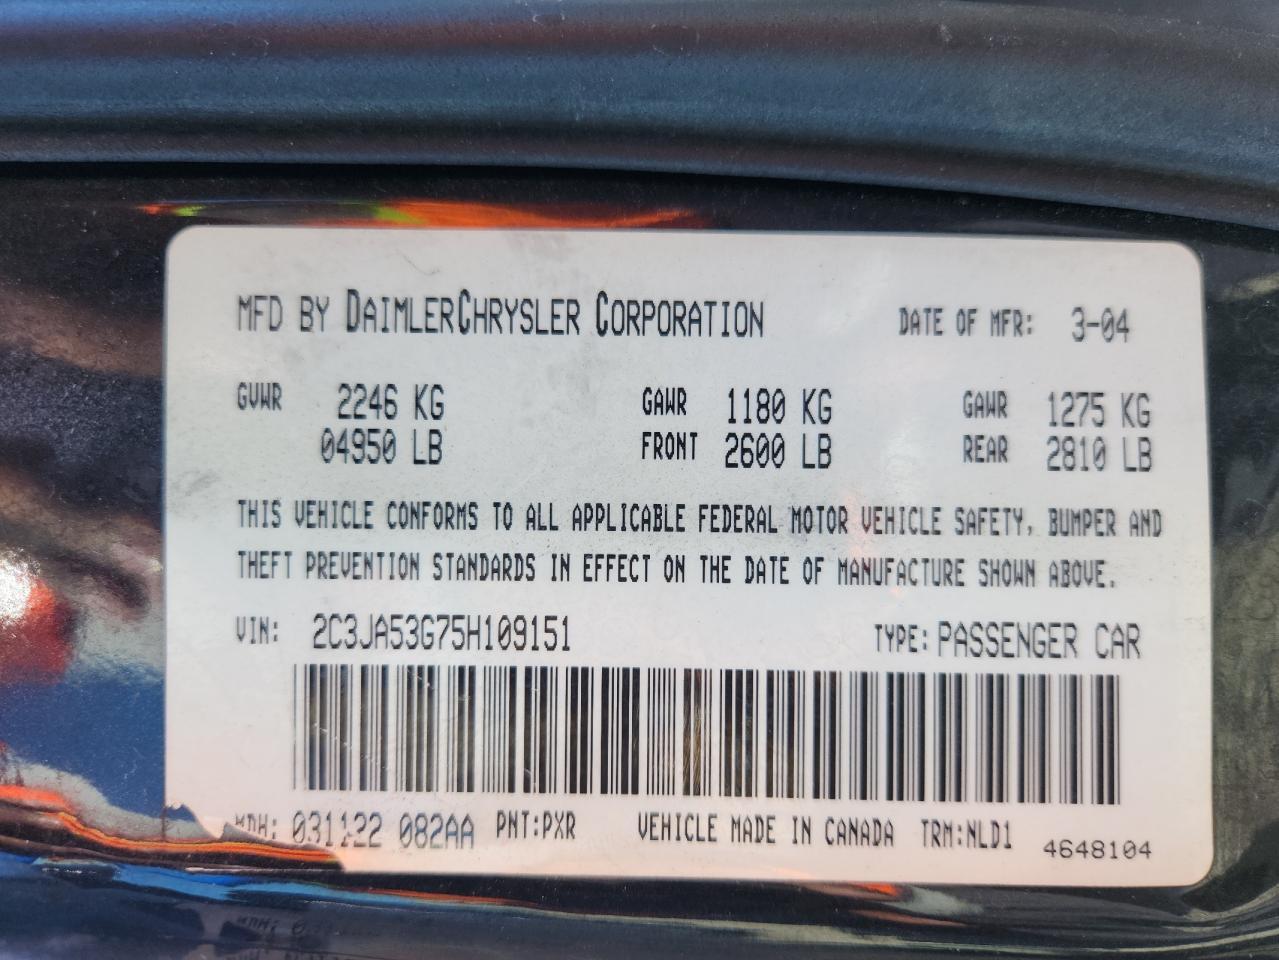 MFD BY DAIMLERCHRYSLER CORPORATION DATE OF MFR: 3-04
GVWR 2246 KG GAWR 1180 KG GAWR 1275 KG
04950 LB FRONT 2600 LB REAR 2810 LB
THIS VEHICLE CONFORMS TO ALL APPLICABLE FEDERAL MOTOR VEHICLE SAFETY, BUMPER AND
THEFT PREVENTION STANDARDS IN EFFECT ON THE DATE OF MANUFACTURE SHOWN ABOVE.
VIN: 2C3JA53G75H109151 TYPE: PASSENGER CAR
MDH: 031122 082AA PNT:PXR VEHICLE MADE IN CANADA TRM:NLD1 4648104